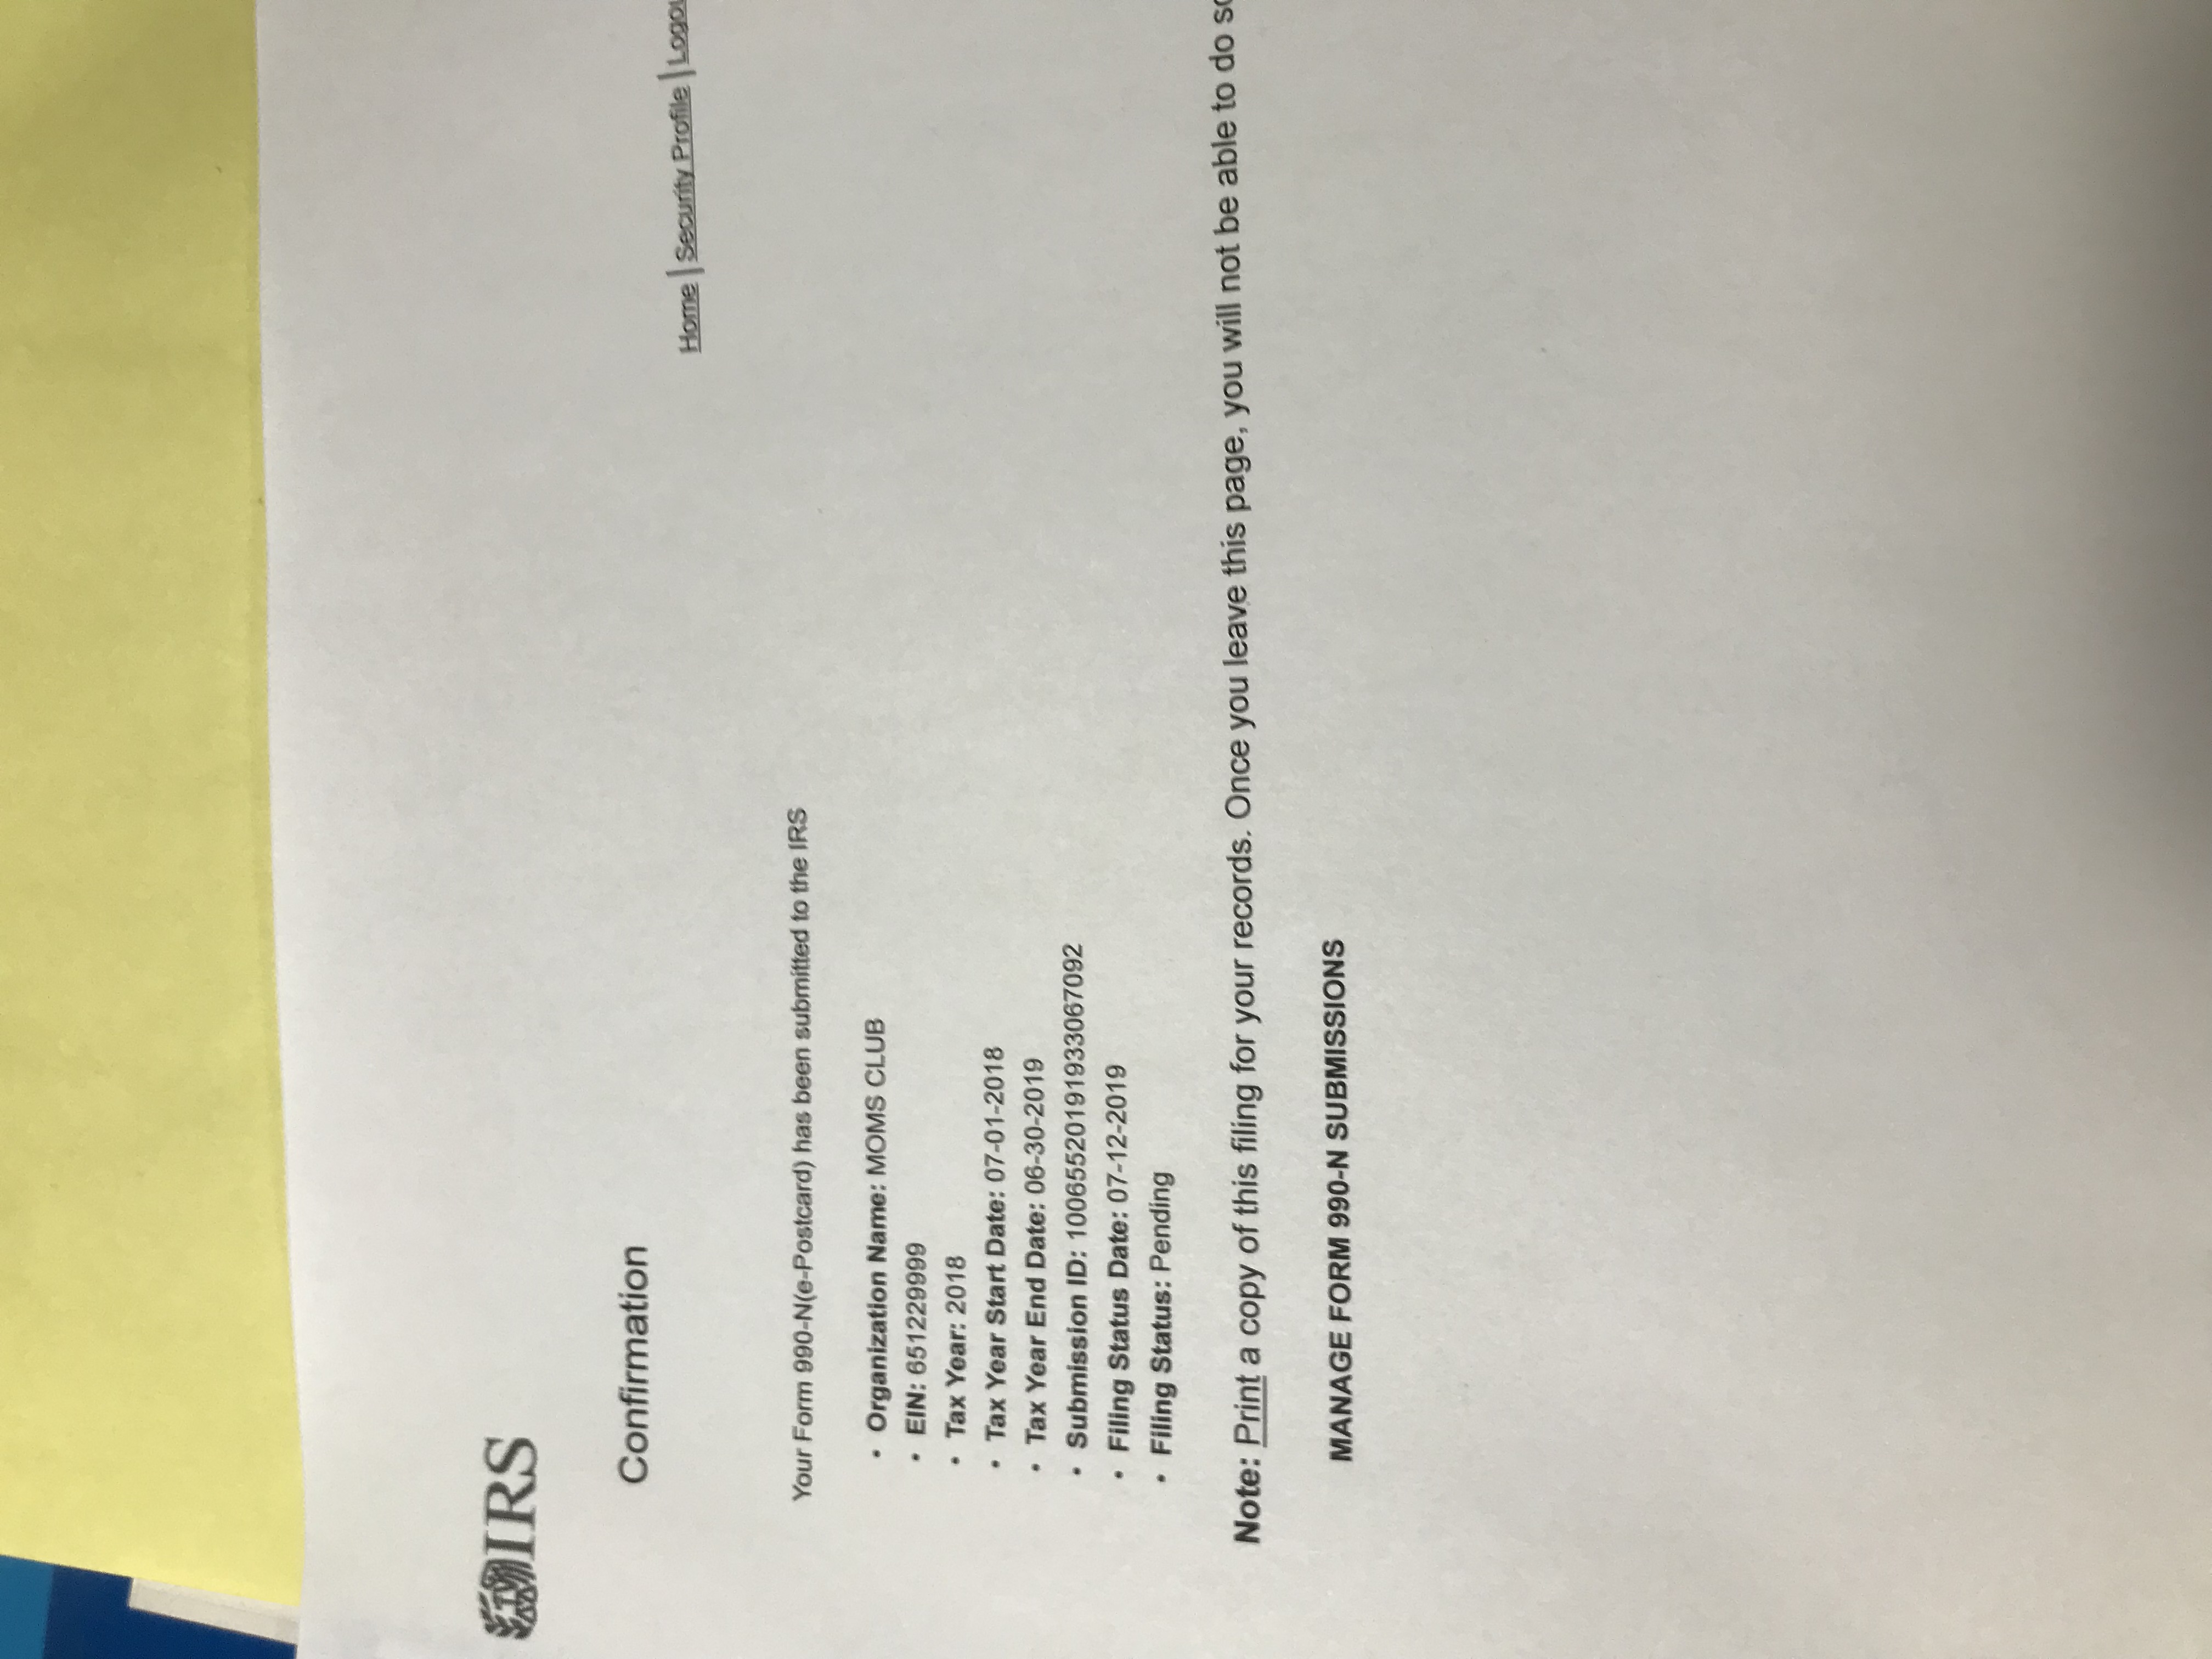 IRS
Confirmation
Home | Security Profile |
Your Form 990-N(e-Postcard) has been submitted to the IRS
• Organization Name: MOMS CLUB
• EIN: 651229999
• Tax Year: 2018
• Tax Year Start Date: 07-01-2018
• Tax Year End Date: 06-30-2019
• Submission ID: 10065520191933067092
• Filing Status Date: 07-12-2019
• Filing Status: Pending
Note: Print a copy of this filing for your records. Once you leave this page, you will not be able to do so
MANAGE FORM 990-N SUBMISSIONS